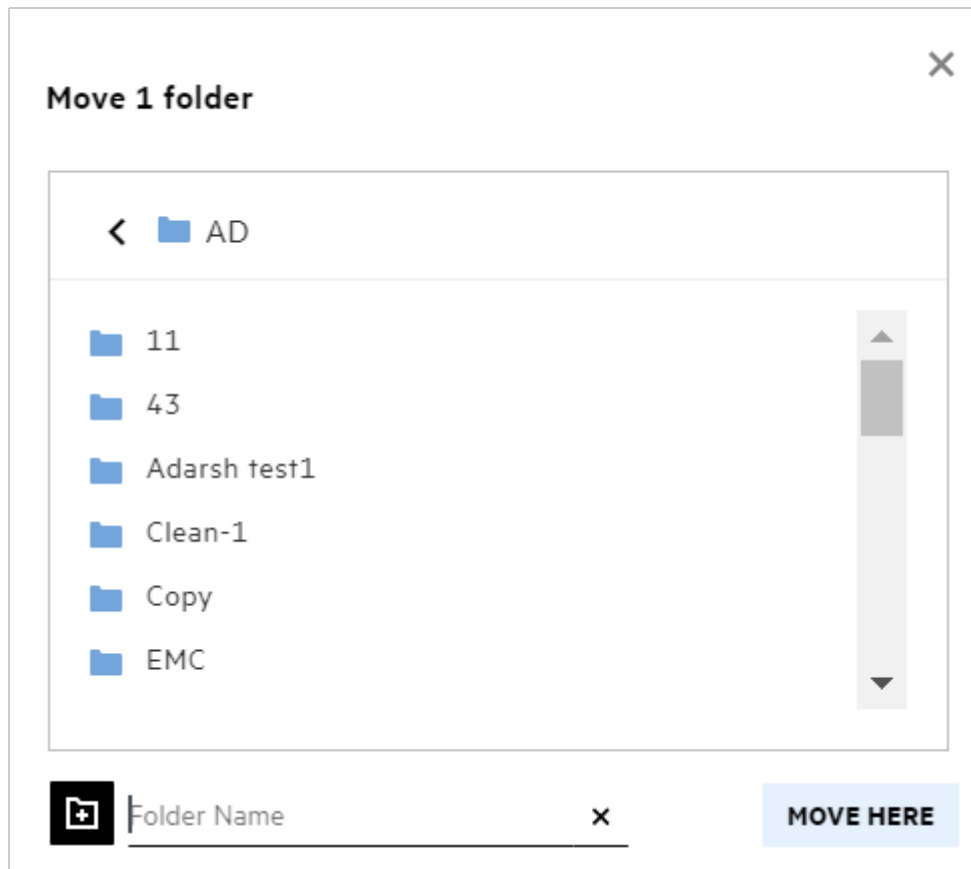 Move 1 folder
AD
11
43
Adarsh test1
Clean-1
Copy
EMC
Folder Name
MOVE HERE